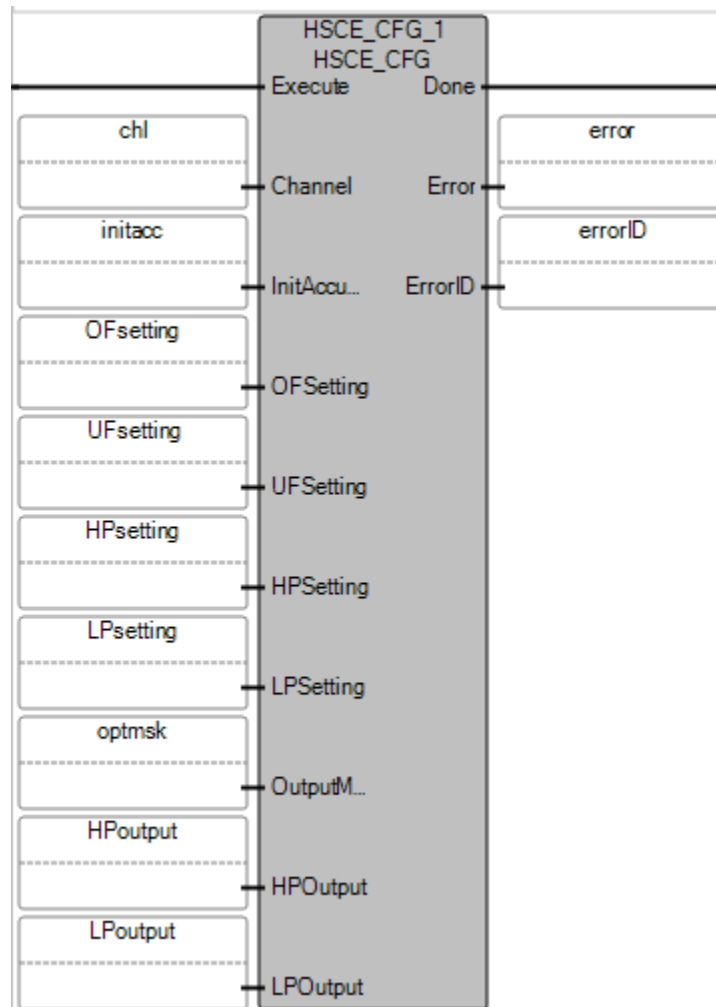 HSCE_CFG_1
HSCE_CFG
Execute Done
chl error
Channel Error
initacc errorID
InitAccu... ErrorID
OFsetting
OFSetting
UFsetting
UFSetting
HPsetting
HPSetting
LPsetting
LPSetting
optmsk
OutputM...
HPoutput
HPOutput
LPoutput
LPOutput